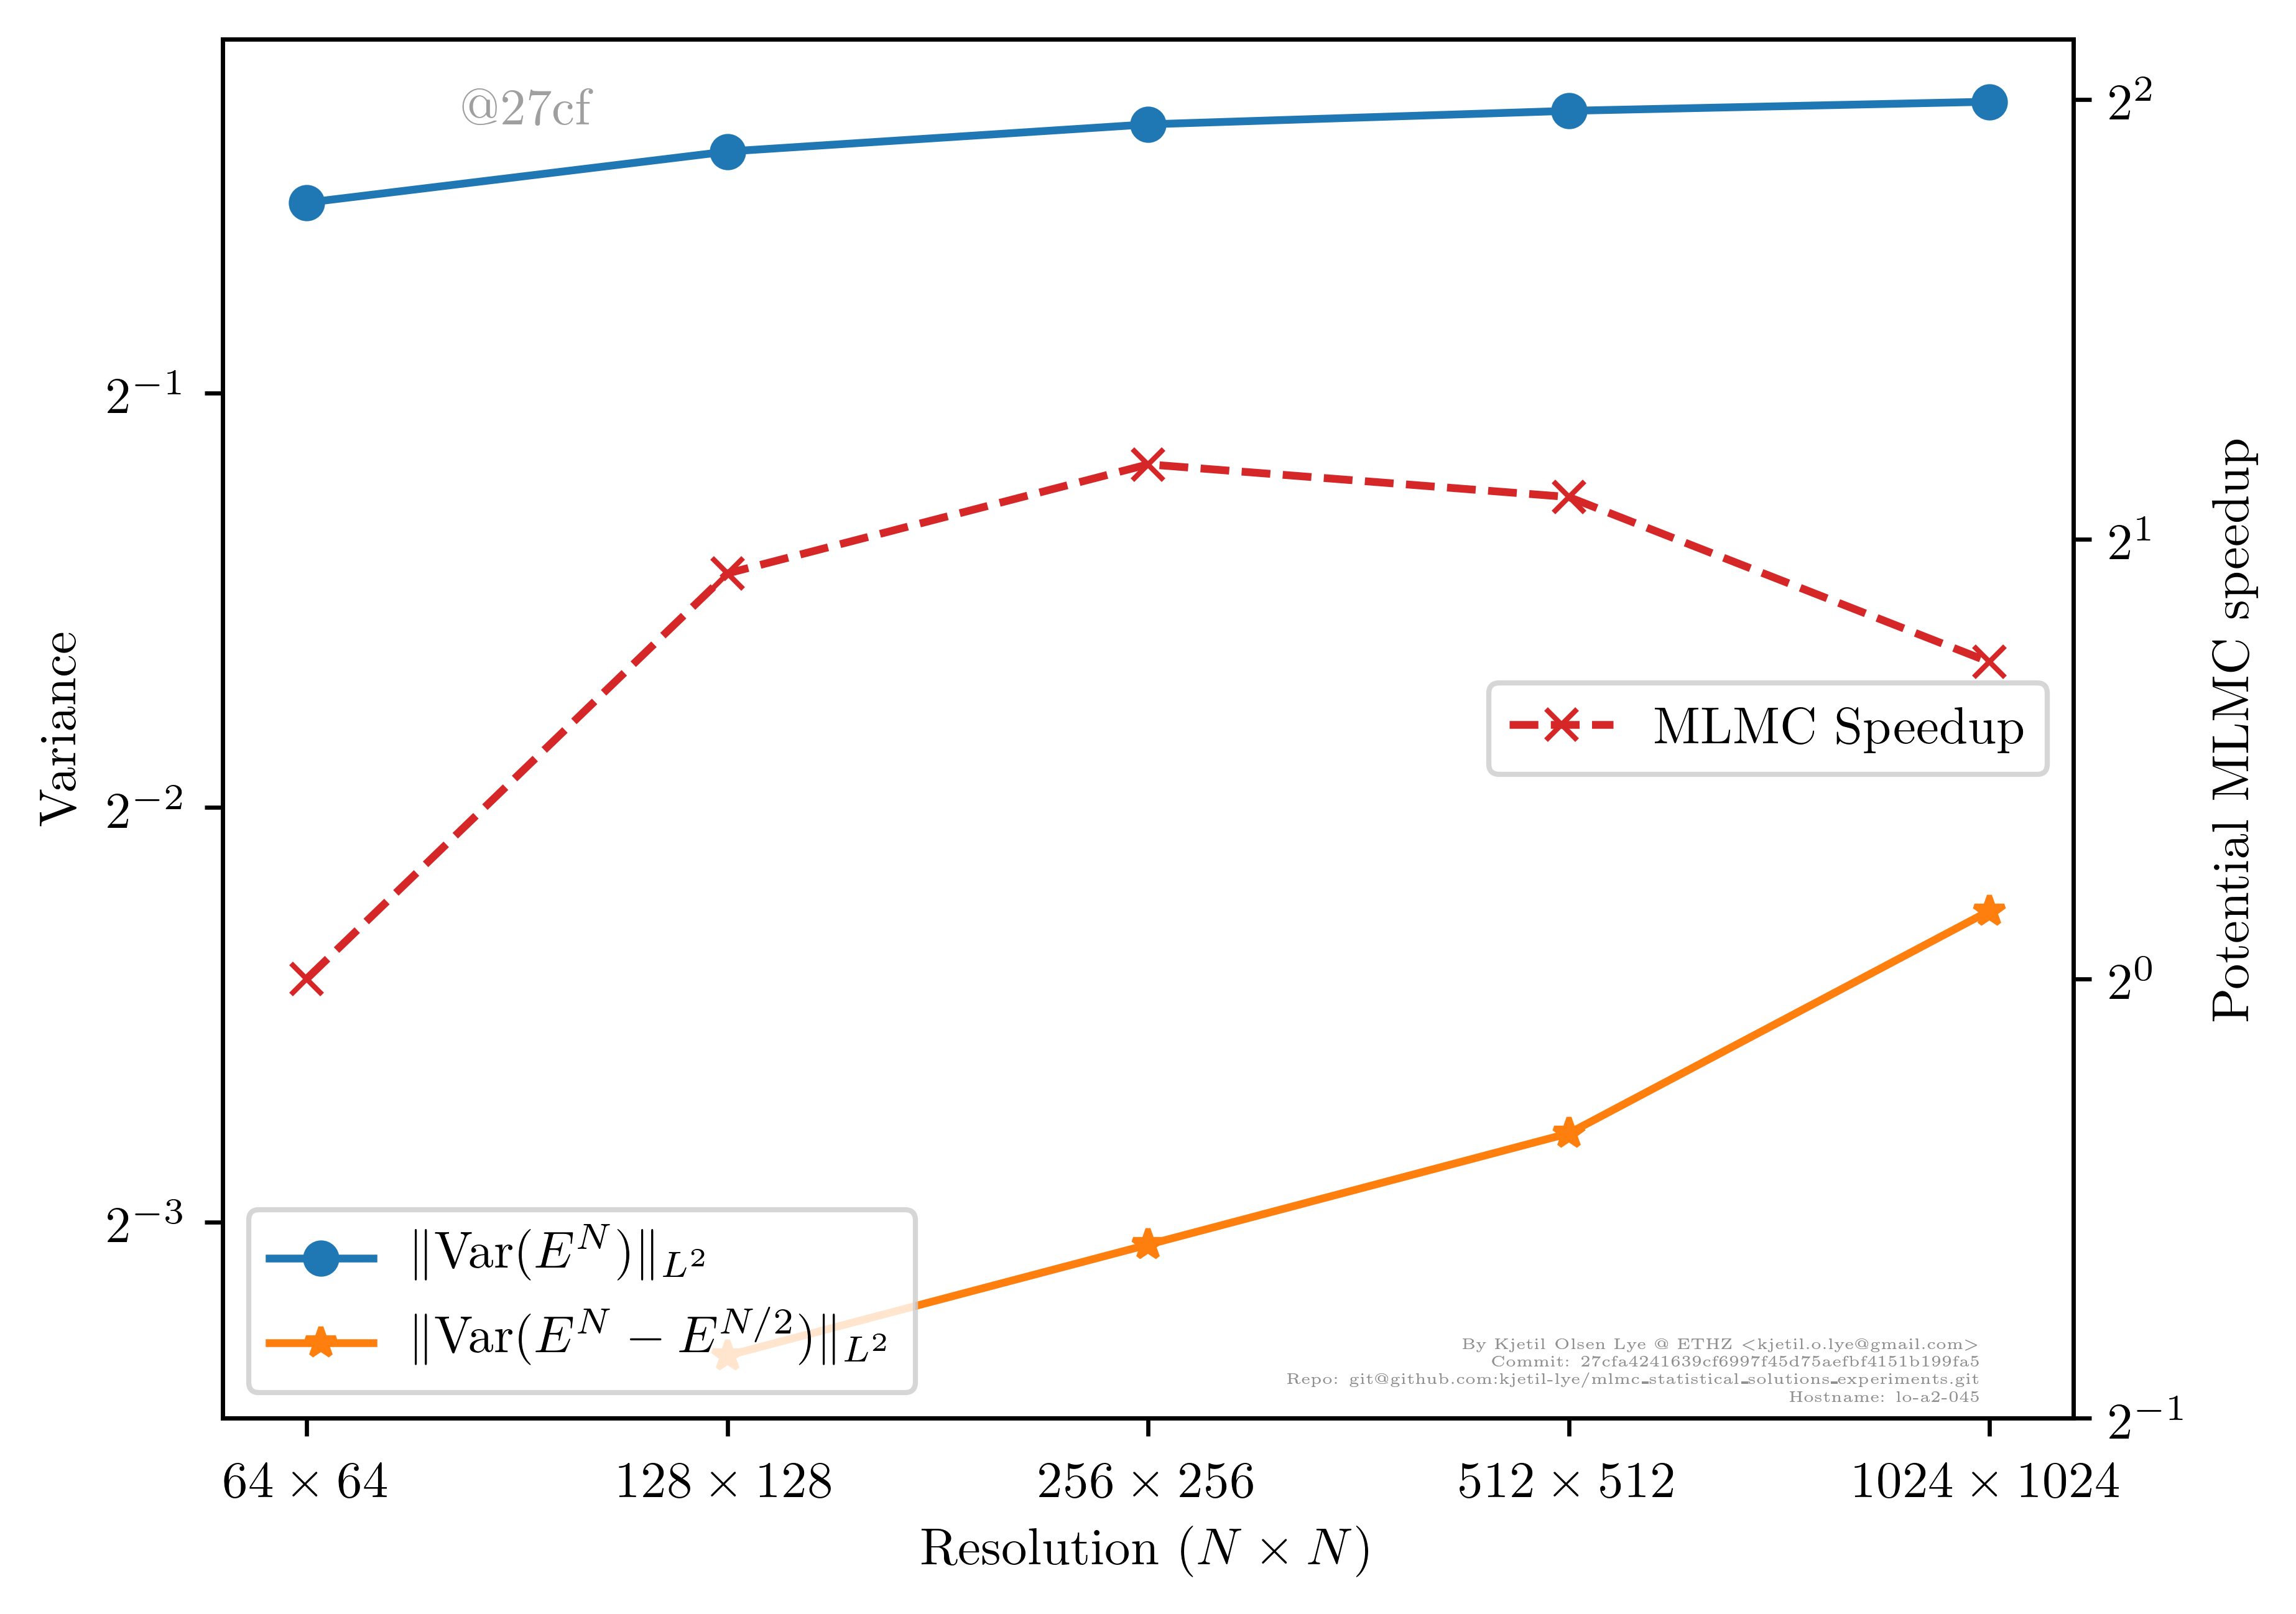 @27cf
2^2
2^{-1}
2^1
Variance
Potential MLMC speedup
MLMC Speedup
2^{-2}
2^0
2^{-3}
‖Var(E^N)‖_{L^2}
‖Var(E^N − E^{N/2})‖_{L^2}
By Kjetil Olsen Lye @ ETHZ <kjetil.o.lye@gmail.com>
Commit: 27cfa4241639cf6997f45d75aefbf4151b199fa5
Repo: git@github.com:kjetil-lye/mlmc_statistical_solutions_experiments.git
Hostname: lo-a2-045
2^{-1}
64 × 64 128 × 128 256 × 256 512 × 512 1024 × 1024
Resolution (N × N)